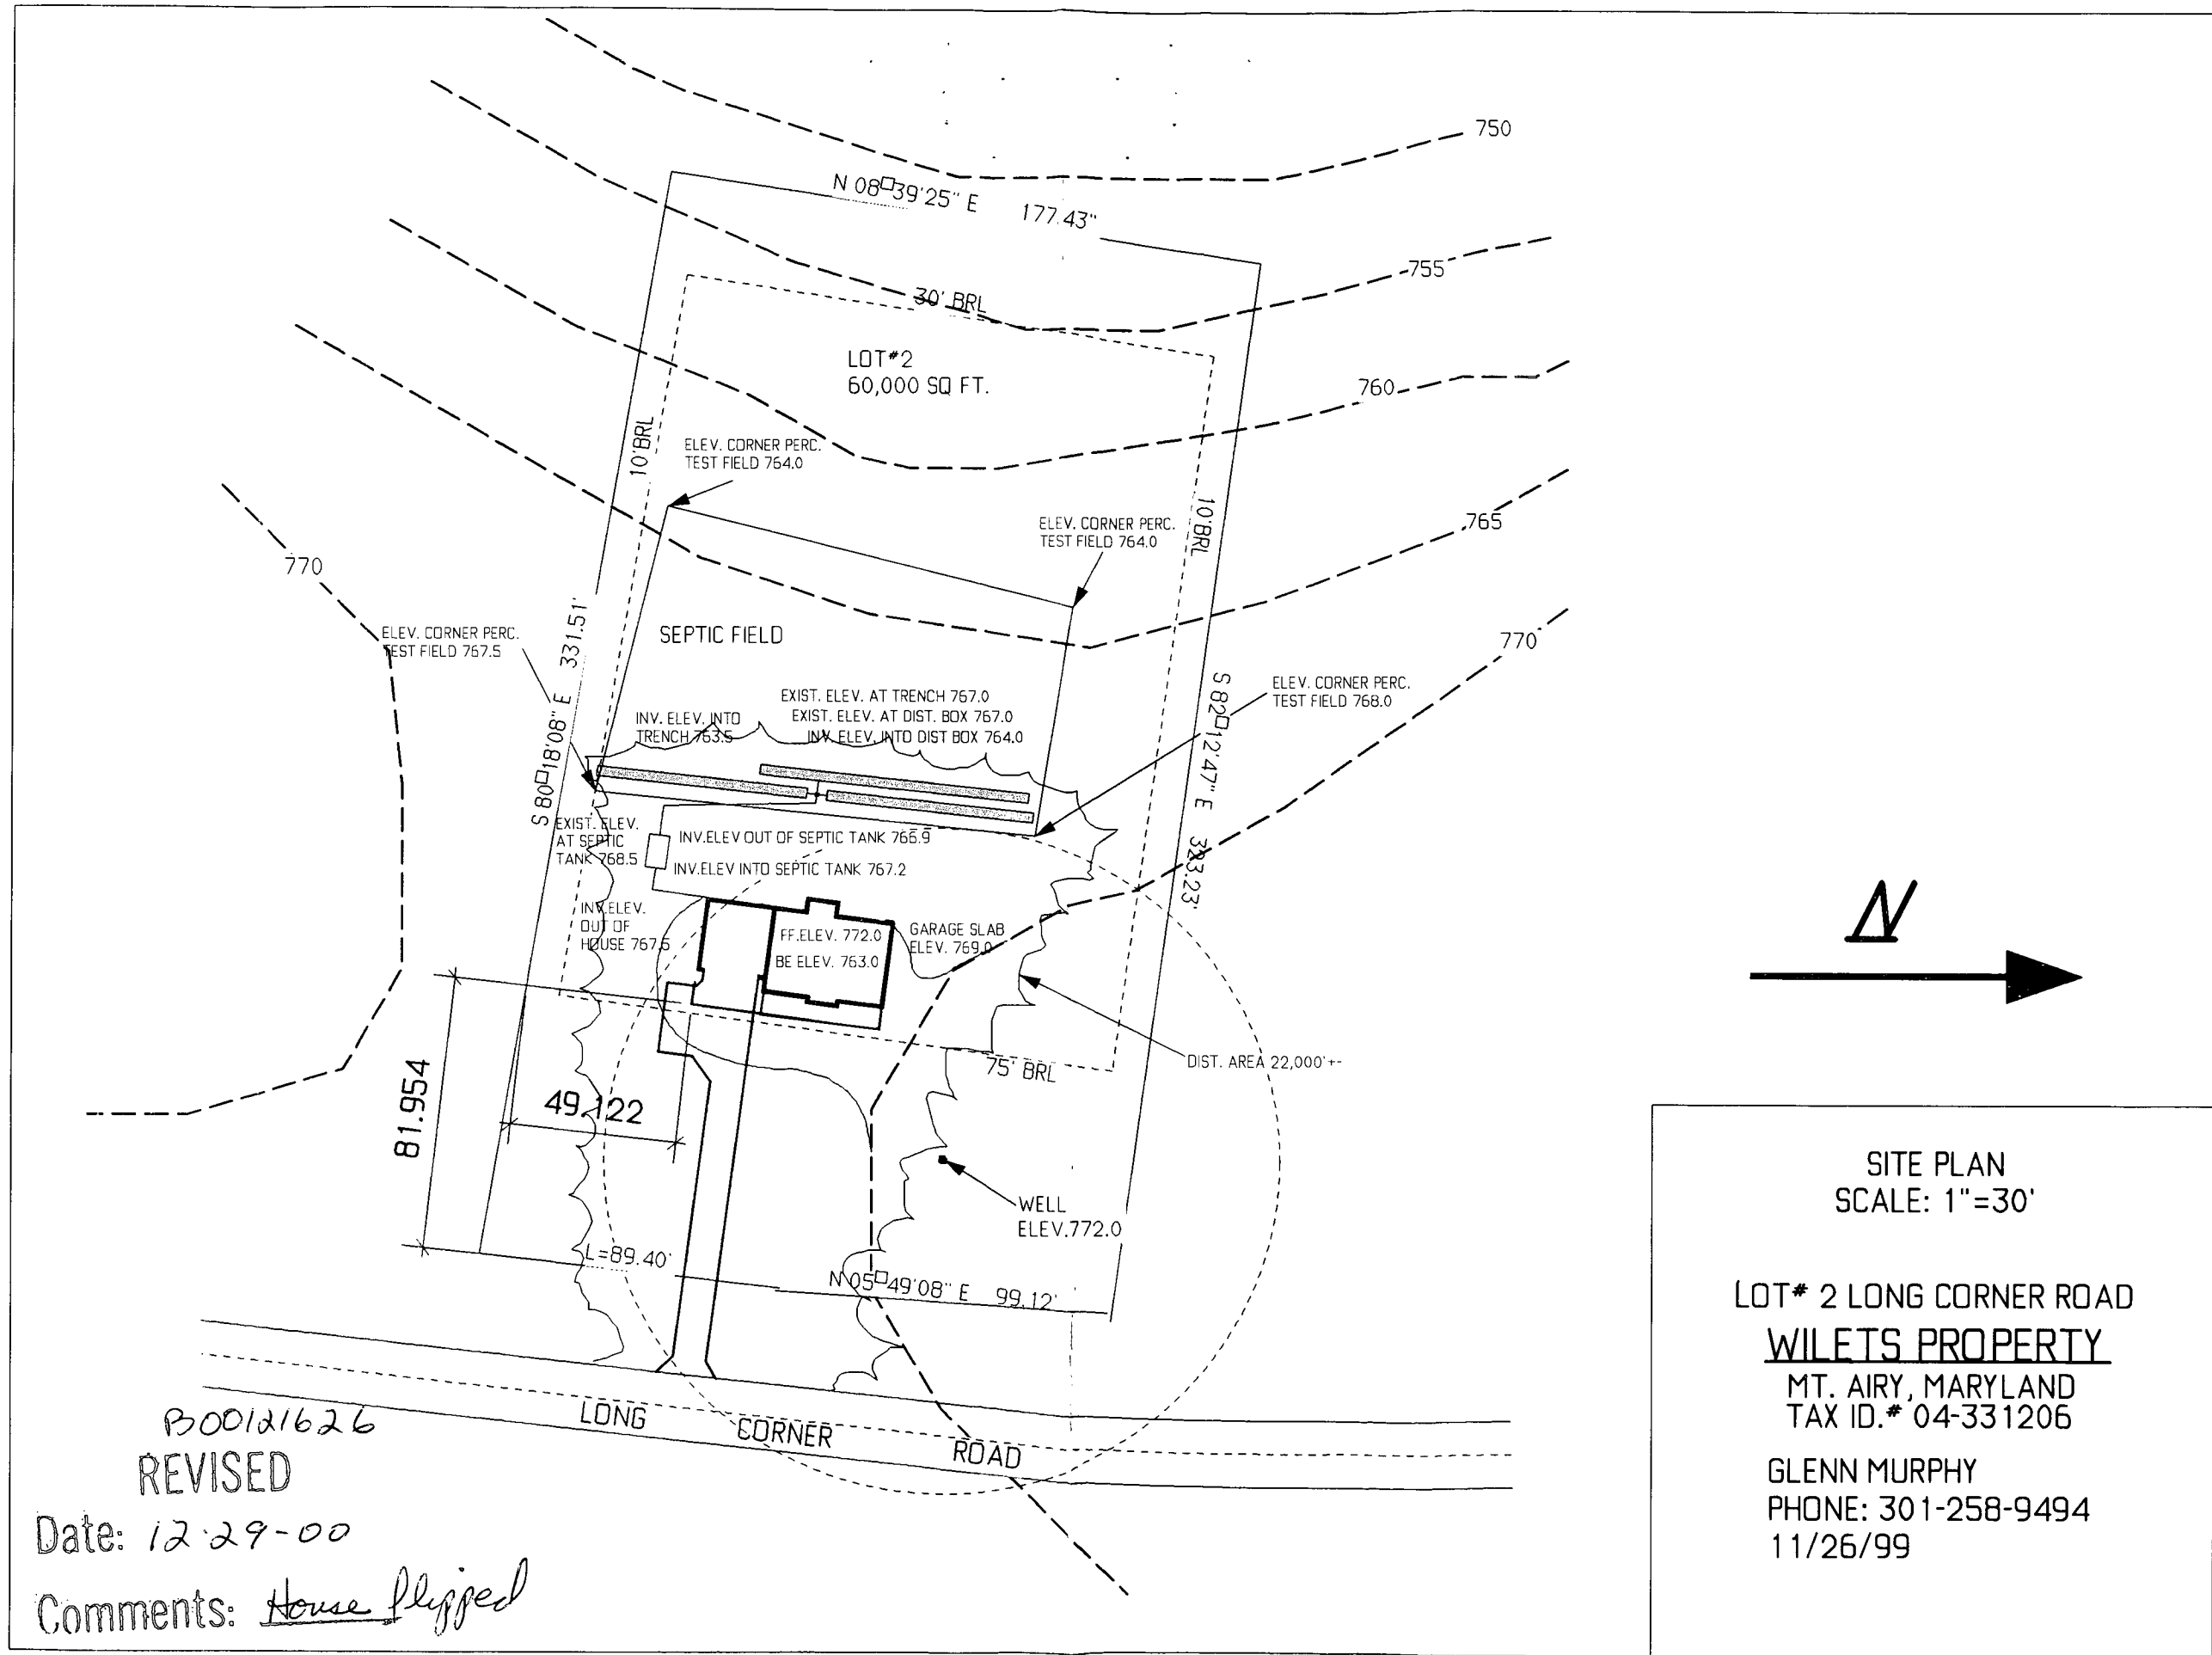 750
N 08□39'25" E 177.43"
755
30' BRL
LOT#2
60,000 SQ FT.
760
10'BRL
ELEV. CORNER PERC.
TEST FIELD 764.0
10'BRL
ELEV. CORNER PERC.
TEST FIELD 764.0
765
770
770
ELEV. CORNER PERC.
TEST FIELD 767.5
S 80□18'08" E 331.51'
SEPTIC FIELD
ELEV. CORNER PERC.
TEST FIELD 768.0
S 82□12'47" E 323.23'
EXIST. ELEV. AT TRENCH 767.0
EXIST. ELEV. AT DIST. BOX 767.0
INV. ELEV. INTO DIST BOX 764.0
INV. ELEV. INTO
TRENCH 763.5
EXIST. ELEV.
AT SEPTIC
TANK 768.5
INV.ELEV OUT OF SEPTIC TANK 766.9
INV.ELEV INTO SEPTIC TANK 767.2
INV.ELEV.
OUT OF
HOUSE 767.5
FF.ELEV. 772.0
BE ELEV. 763.0
GARAGE SLAB
ELEV. 769.0
N
81.954
49.122
75' BRL
DIST. AREA 22,000'+-
WELL
ELEV.772.0
L=89.40'
N 05□49'08" E 99.12'
LONG CORNER ROAD
B00121626
REVISED
Date: 12-29-00
Comments: House flipped
SITE PLAN
SCALE: 1"=30'
LOT# 2 LONG CORNER ROAD
WILETS PROPERTY
MT. AIRY, MARYLAND
TAX ID.# 04-331206
GLENN MURPHY
PHONE: 301-258-9494
11/26/99